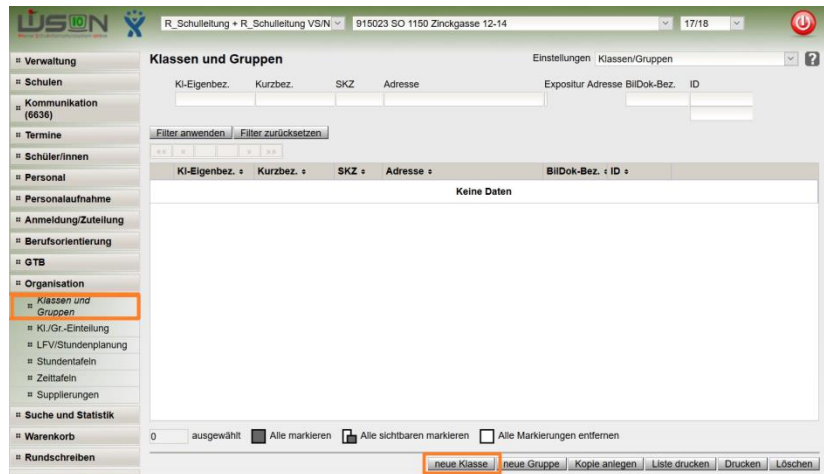 WiSION
R_Schulleitung + R_Schulleitung VS/N
915023 SO 1150 Zinckgasse 12-14
17/18
Verwaltung
Schulen
Kommunikation
(6636)
Termine
Schüler/innen
Personal
Personalaufnahme
Anmeldung/Zuteilung
Berufsorientierung
GTB
Organisation
Klassen und
Gruppen
Kl./Gr.-Einteilung
LFV/Stundenplanung
Stundentafeln
Zeittafeln
Supplierungen
Suche und Statistik
Warenkorb
Rundschreiben
Klassen und Gruppen
Einstellungen Klassen/Gruppen ?
Kl-Eigenbez. Kurzbez. SKZ Adresse Expositur Adresse BilDok-Bez. ID
Filter anwenden Filter zurücksetzen
<< < > >>
Kl-Eigenbez. Kurzbez. SKZ Adresse BilDok-Bez. ID
Keine Daten
0 ausgewählt Alle markieren Alle sichtbaren markieren Alle Markierungen entfernen
neue Klasse neue Gruppe Kopie anlegen Liste drucken Drucken Löschen